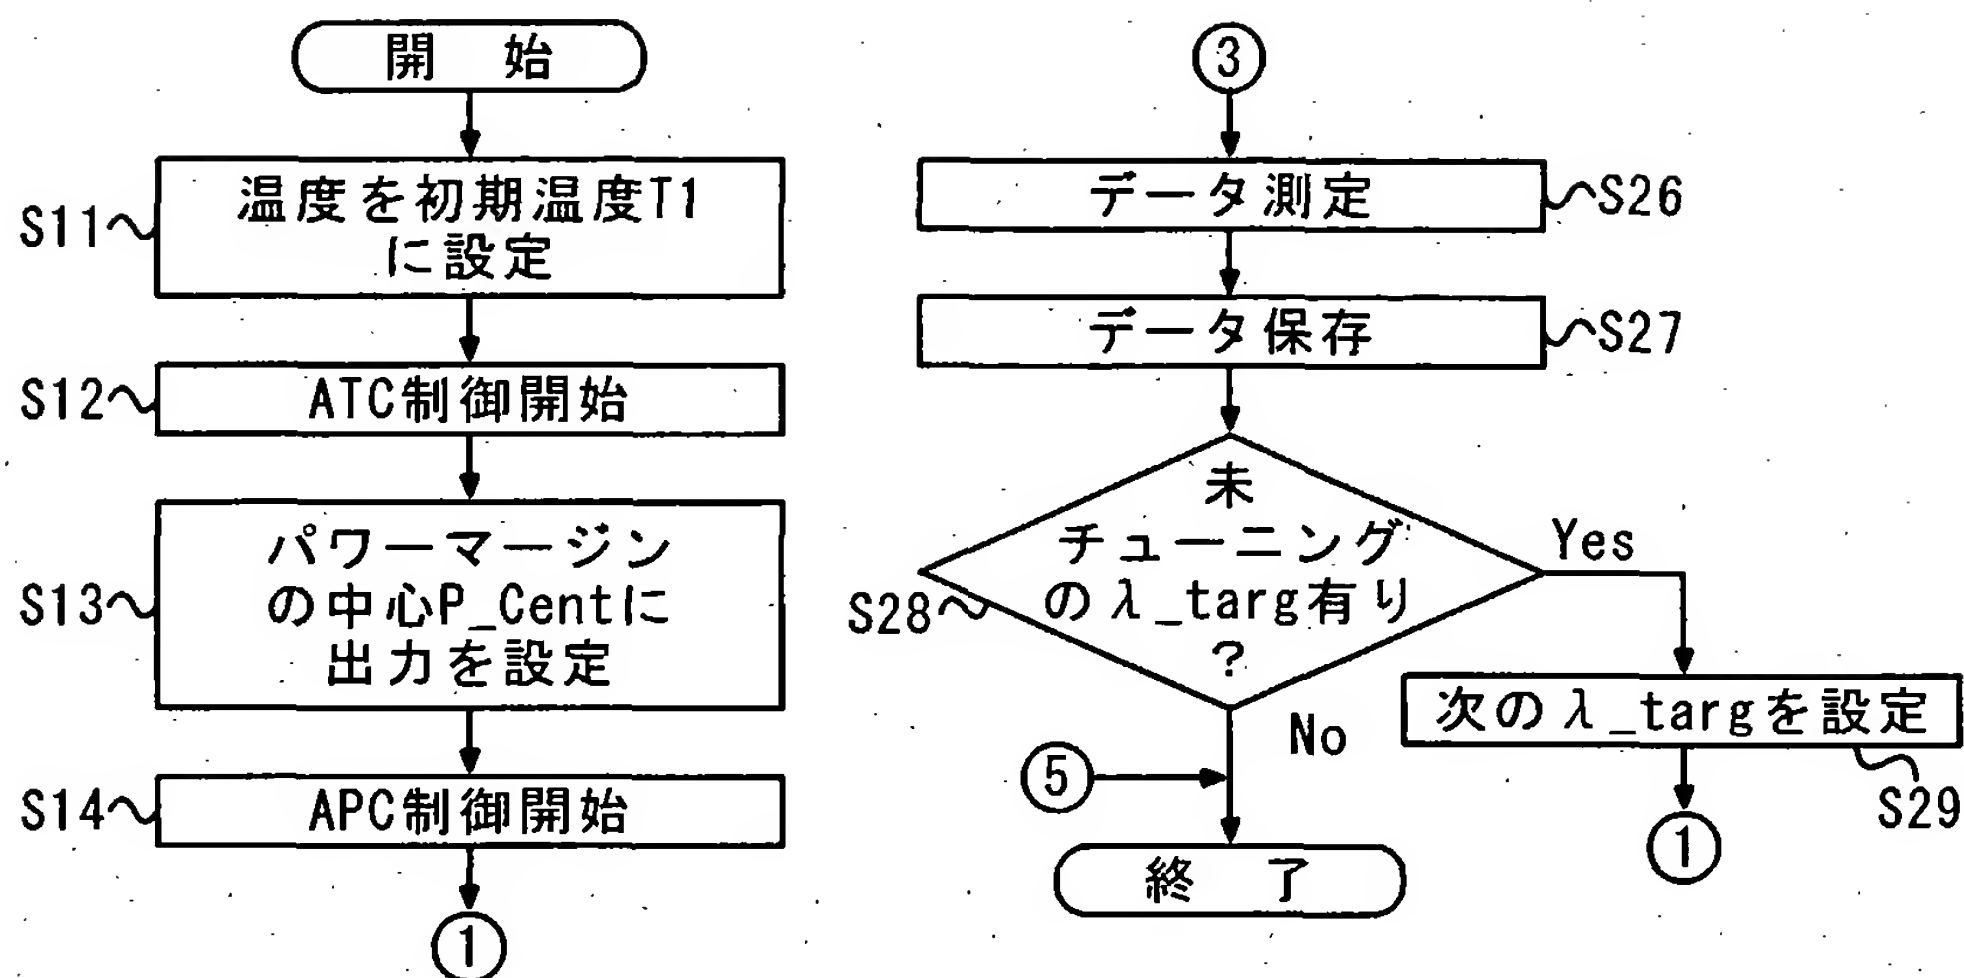 開 始
S11
温度を初期温度T1
に設定
S12
ATC制御開始
S13
パワーマージン
の中心P_Centに
出力を設定
S14
APC制御開始
①
③
データ測定
S26
データ保存
S27
未
チューニング
のλ_targ有り
?
S28
Yes
No
次のλ_targを設定
S29
①
⑤
終 了